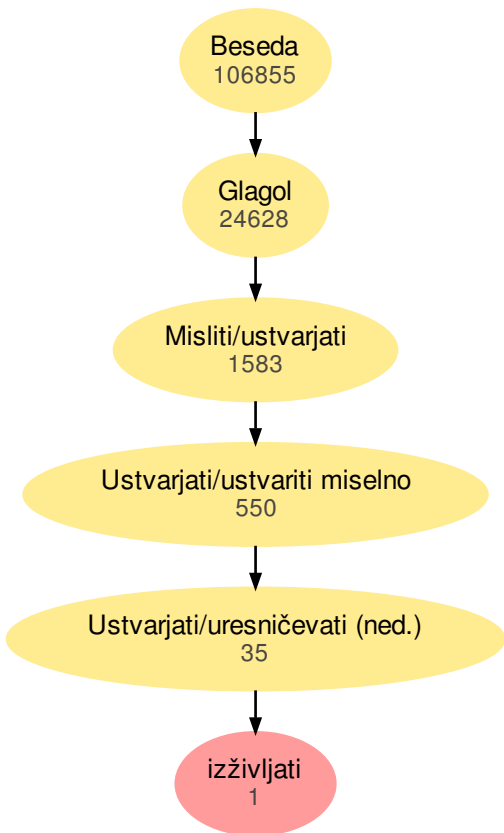 Beseda
106855
Glagol
24628
Misliti/ustvarjati
1583
Ustvarjati/ustvariti miselno
550
Ustvarjati/uresničevati (ned.)
35
izživljati
1